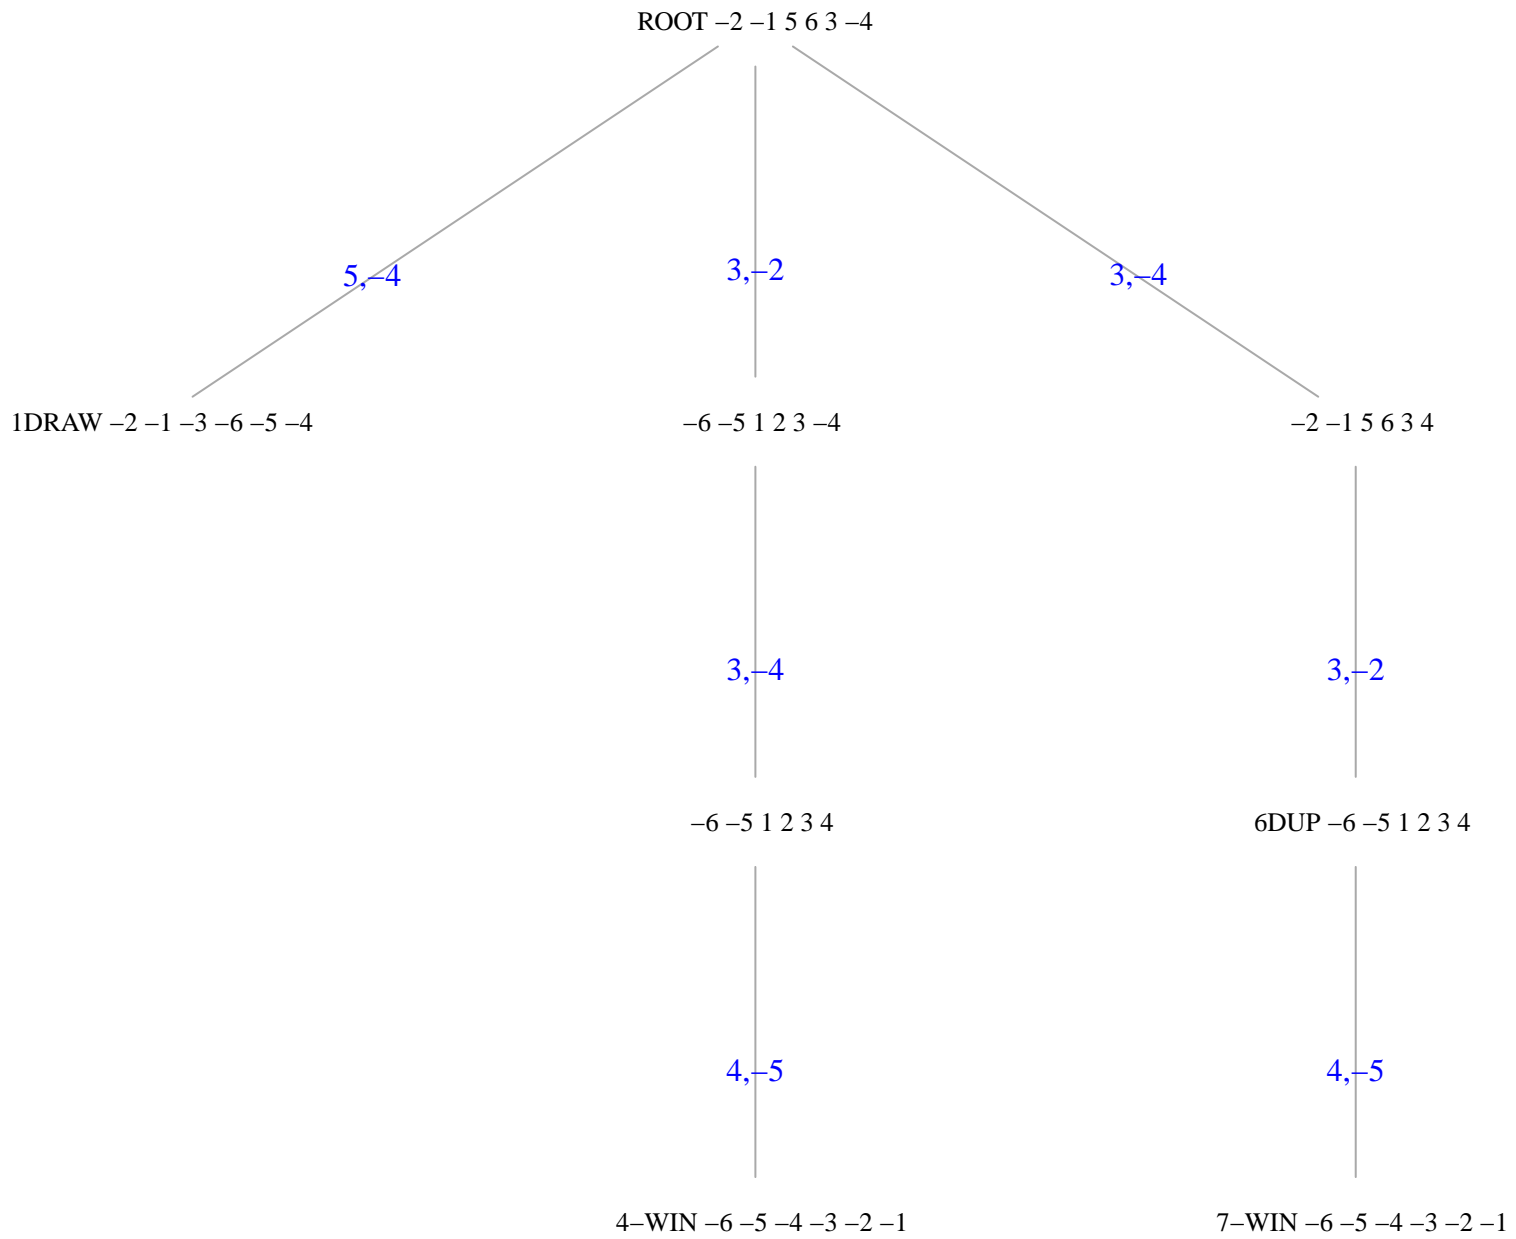 ROOT –2 –1 5 6 3 –4
5,–4
3,–2
3,–4
1DRAW –2 –1 –3 –6 –5 –4
–6 –5 1 2 3 –4
–2 –1 5 6 3 4
3,–4
3,–2
–6 –5 1 2 3 4
6DUP –6 –5 1 2 3 4
4,–5
4,–5
4–WIN –6 –5 –4 –3 –2 –1
7–WIN –6 –5 –4 –3 –2 –1